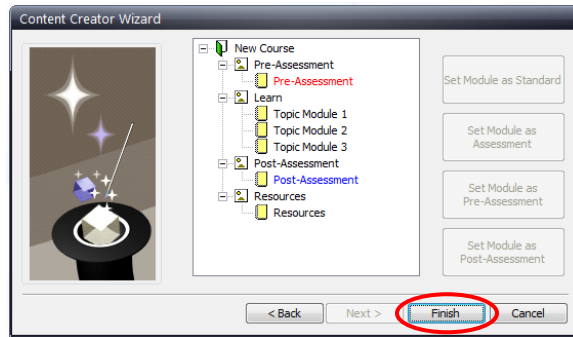 Content Creator Wizard
New Course
Pre-Assessment
Pre-Assessment
Learn
Topic Module 1
Topic Module 2
Topic Module 3
Post-Assessment
Post-Assessment
Resources
Resources
Set Module as Standard
Set Module as
Assessment
Set Module as
Pre-Assessment
Set Module as
Post-Assessment
< Back
Next >
Finish
Cancel